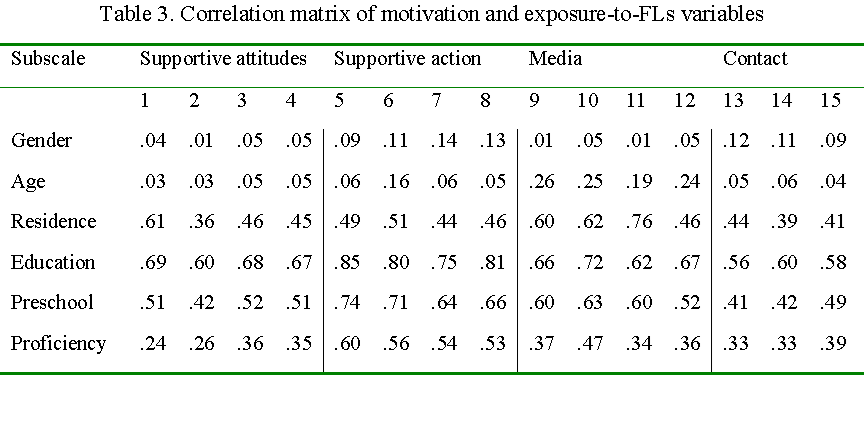 Table 3. Correlation matrix of motivation and exposure-to-FLs variables
Subscale Supportive attitudes Supportive action Media Contact
1 2 3 4 5 6 7 8 9 10 11 12 13 14 15
Gender .04 .01 .05 .05 .09 .11 .14 .13 .01 .05 .01 .05 .12 .11 .09
Age .03 .03 .05 .05 .06 .16 .06 .05 .26 .25 .19 .24 .05 .06 .04
Residence .61 .36 .46 .45 .49 .51 .44 .46 .60 .62 .76 .46 .44 .39 .41
Education .69 .60 .68 .67 .85 .80 .75 .81 .66 .72 .62 .67 .56 .60 .58
Preschool .51 .42 .52 .51 .74 .71 .64 .66 .60 .63 .60 .52 .41 .42 .49
Proficiency .24 .26 .36 .35 .60 .56 .54 .53 .37 .47 .34 .36 .33 .33 .39